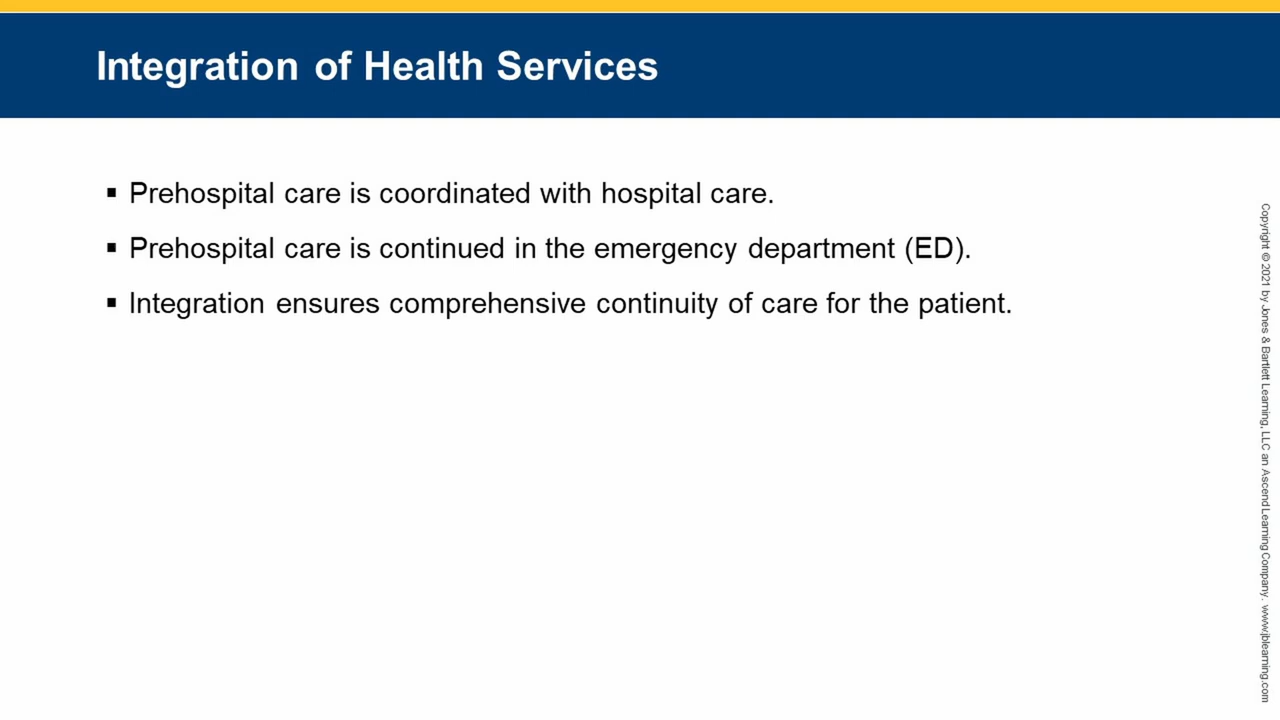 Integration of Health Services
▪ Prehospital care is coordinated with hospital care.
▪ Prehospital care is continued in the emergency department (ED).
▪ Integration ensures comprehensive continuity of care for the patient.
Copyright © 2021 by Jones & Bartlett Learning, LLC an Ascend Learning Company. www.jblearning.com